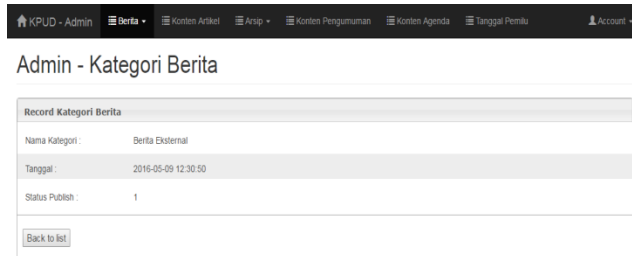 KPUD - Admin Berita Konten Artikel Arsip Konten Pengumuman Konten Agenda Tanggal Pemilu Account
Admin - Kategori Berita
Record Kategori Berita
Nama Kategori : Berita Eksternal
Tanggal : 2016-05-09 12:30:50
Status Publish : 1
Back to list